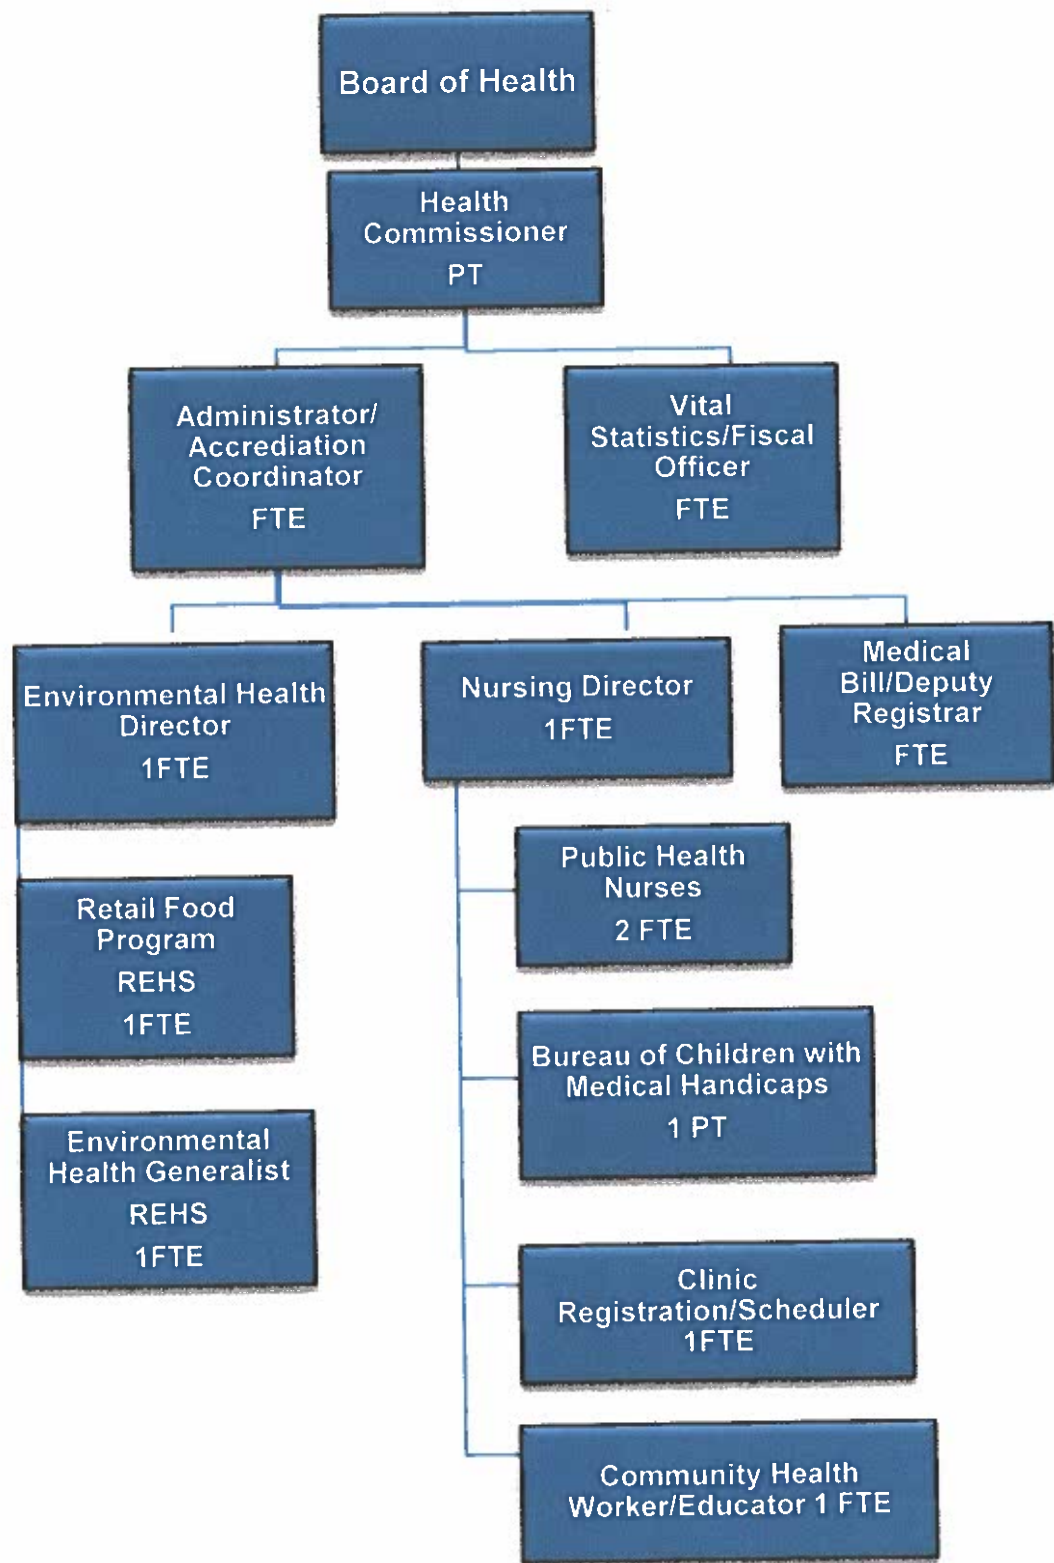 Board of Health
Health
Commissioner
PT
Administrator/
Accrediation
Coordinator
FTE
Vital
Statistics/Fiscal
Officer
FTE
Environmental Health
Director
1FTE
Nursing Director
1FTE
Medical
Bill/Deputy
Registrar
FTE
Retail Food
Program
REHS
1FTE
Environmental
Health Generalist
REHS
1FTE
Public Health
Nurses
2 FTE
Bureau of Children with
Medical Handicaps
1 PT
Clinic
Registration/Scheduler
1FTE
Community Health
Worker/Educator 1 FTE